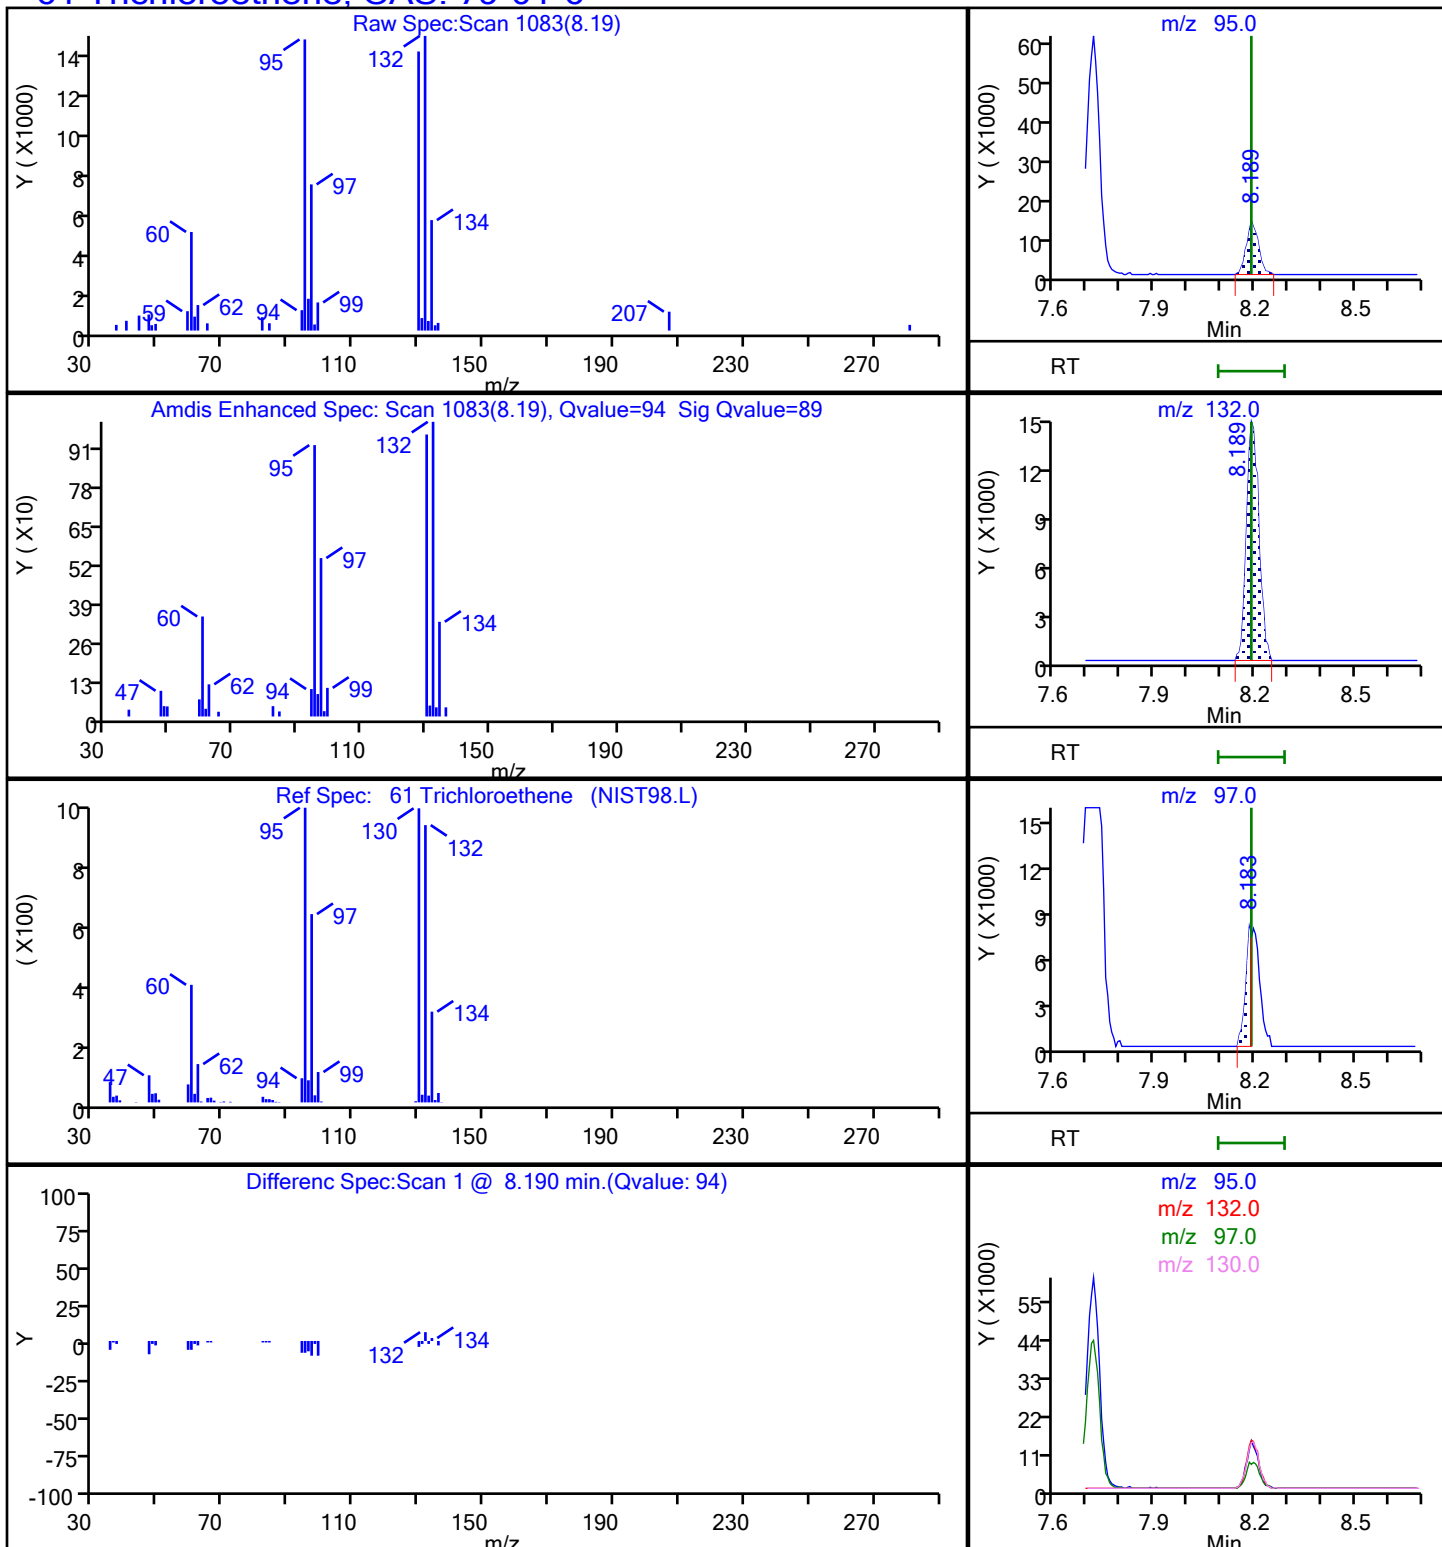 61 Trichloroethene, CAS: 79-01-6
Raw Spec:Scan 1083(8.19)
Y ( X1000)
14
12
10
8
6
4
2
0
95
132
97
134
60
59
62
94
99
207
30 70 110 150 190 230 270
m/z
m/z 95.0
Y ( X1000)
60
50
40
30
20
10
0
8.189
7.6 7.9 8.2 8.5
Min
RT
Amdis Enhanced Spec: Scan 1083(8.19), Qvalue=94 Sig Qvalue=89
Y ( X10)
91
78
65
52
39
26
13
0
95
132
97
60
134
47
62
94
99
30 70 110 150 190 230 270
m/z
m/z 132.0
Y ( X1000)
15
12
9
6
3
0
8.189
7.6 7.9 8.2 8.5
Min
RT
Ref Spec: 61 Trichloroethene (NIST98.L)
( X100)
10
8
6
4
2
0
95
130
132
97
60
134
47
62
94
99
30 70 110 150 190 230 270
m/z 97.0
Y ( X1000)
15
12
9
6
3
0
8.183
7.6 7.9 8.2 8.5
Min
RT
Differenc Spec:Scan 1 @ 8.190 min.(Qvalue: 94)
Y
100
75
50
25
0
-25
-50
-75
-100
132
134
30 70 110 150 190 230 270
m/z
m/z 95.0
m/z 132.0
m/z 97.0
m/z 130.0
Y ( X1000)
55
44
33
22
11
0
7.6 7.9 8.2 8.5
Min